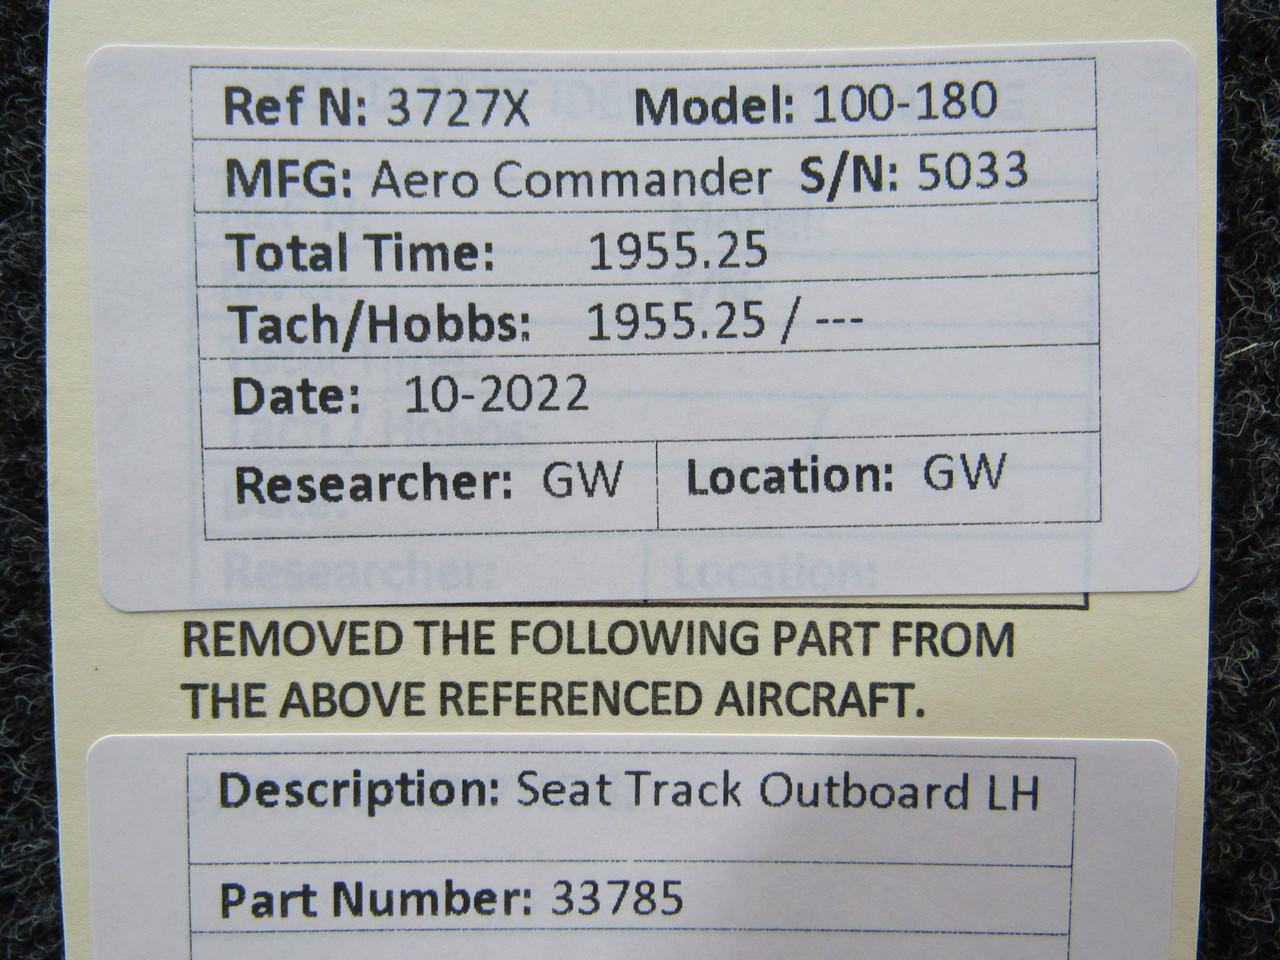 Ref N: 3727X Model: 100-180
MFG: Aero Commander S/N: 5033
Total Time: 1955.25
Tach/Hobbs: 1955.25 / ---
Date: 10-2022
Researcher: GW Location: GW
Researcher: Location:
REMOVED THE FOLLOWING PART FROM
THE ABOVE REFERENCED AIRCRAFT.
Description: Seat Track Outboard LH
Part Number: 33785